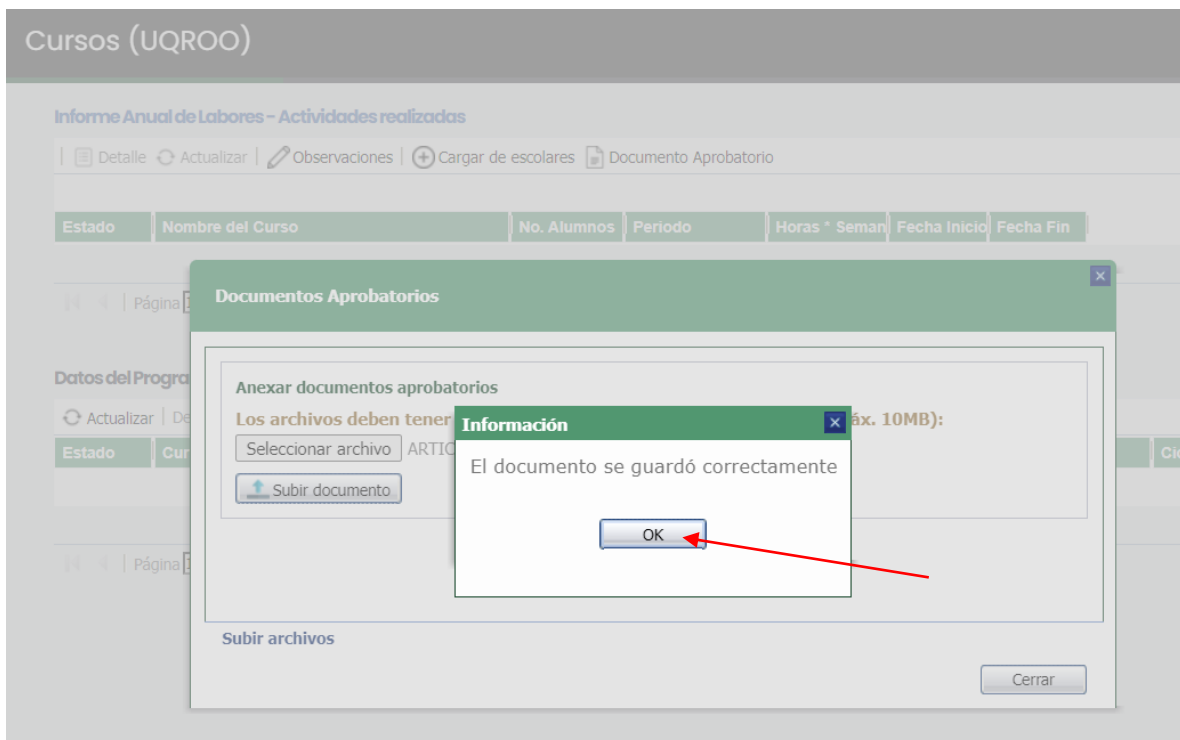 Cursos (UQROO)
Informe Anual de Labores - Actividades realizadas
Detalle Actualizar Observaciones Cargar de escolares Documento Aprobatorio
Estado Nombre del Curso No. Alumnos Periodo Horas * Seman Fecha Inicio Fecha Fin
Página
Documentos Aprobatorios
Datos del Progra
Anexar documentos aprobatorios
Actualizar De
Los archivos deben tener áx. 10MB):
Información
Estado Cur Cic
Seleccionar archivo ARTIC
El documento se guardó correctamente
Subir documento
OK
Página
Subir archivos
Cerrar